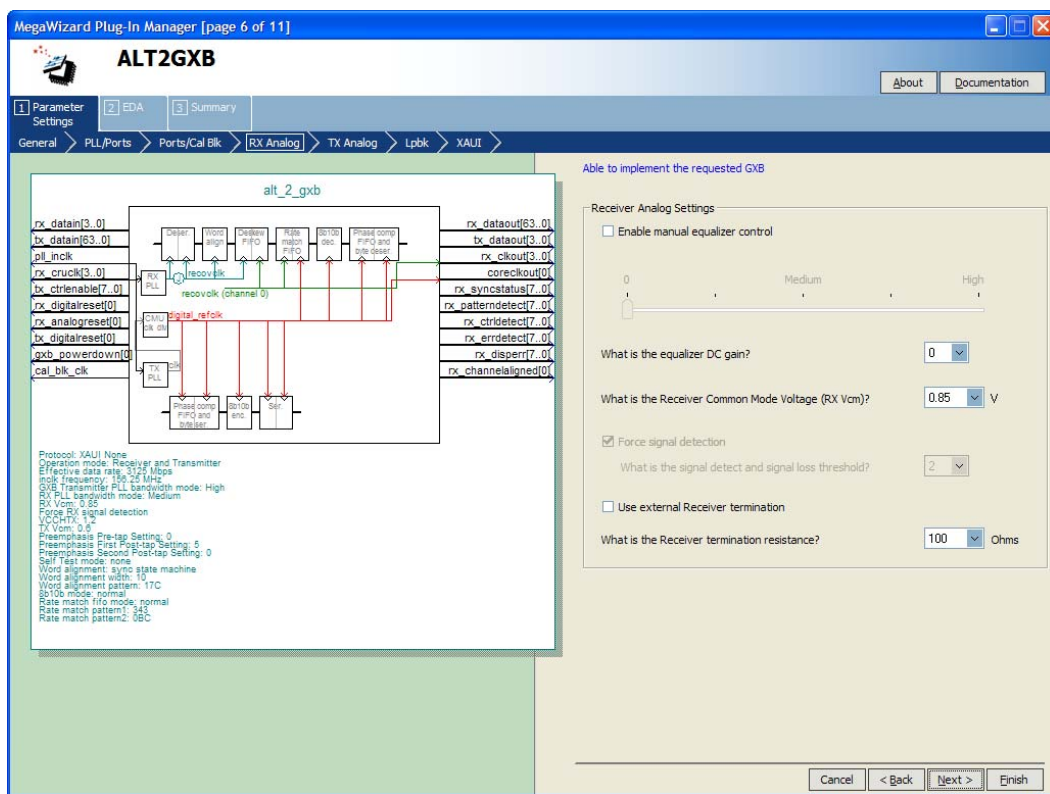 MegaWizard Plug-In Manager [page 6 of 11]
ALT2GXB
About
Documentation
1 Parameter Settings
2 EDA
3 Summary
General
PLL/Ports
Ports/Cal Blk
RX Analog
TX Analog
Lpbk
XAUI
alt_2_gxb
rx_datain[3..0]
tx_datain[63..0]
pll_inclk
rx_cruclk[3..0]
tx_ctrlenable[7..0]
rx_digitalreset[0]
rx_analogreset[0]
tx_digitalreset[0]
gxb_powerdown[0]
cal_blk_clk
Deser.
Word align
Deskew FIFO
Rate match FIFO
8b10b dec.
Phase comp FIFO and byte deser.
RX PLL
recovclk
recovclk (channel 0)
CMU clk div
digital_refclk
TX PLL
clk
Phase comp FIFO and byte ser.
8b10b enc.
Ser.
rx_dataout[63..0]
tx_dataout[3..0]
rx_clkout[3..0]
coreclkout[0]
rx_syncstatus[7..0]
rx_patterndetect[7..0]
rx_ctrldetect[7..0]
rx_errdetect[7..0]
rx_disperr[7..0]
rx_channelaligned[0]
Protocol: XAUI None
Operation mode: Receiver and Transmitter
Effective data rate: 3125 Mbps
inclk frequency: 156.25 MHz
GXB Transmitter PLL bandwidth mode: High
RX PLL bandwidth mode: Medium
RX Vcm: 0.85
Force RX signal detection
VCCHTX: 1.2
TX Vcm: 0.6
Preemphasis Pre-tap Setting: 0
Preemphasis First Post-tap Setting: 5
Preemphasis Second Post-tap Setting: 0
Self Test mode: none
Word alignment: sync state machine
Word alignment width: 10
Word alignment pattern: 17C
8b10b mode: normal
Rate match fifo mode: normal
Rate match pattern1: 343
Rate match pattern2: 0BC
Able to implement the requested GXB
Receiver Analog Settings
Enable manual equalizer control
0 Medium High
What is the equalizer DC gain? 0
What is the Receiver Common Mode Voltage (RX Vcm)? 0.85 V
Force signal detection
What is the signal detect and signal loss threshold? 2
Use external Receiver termination
What is the Receiver termination resistance? 100 Ohms
Cancel
< Back
Next >
Finish